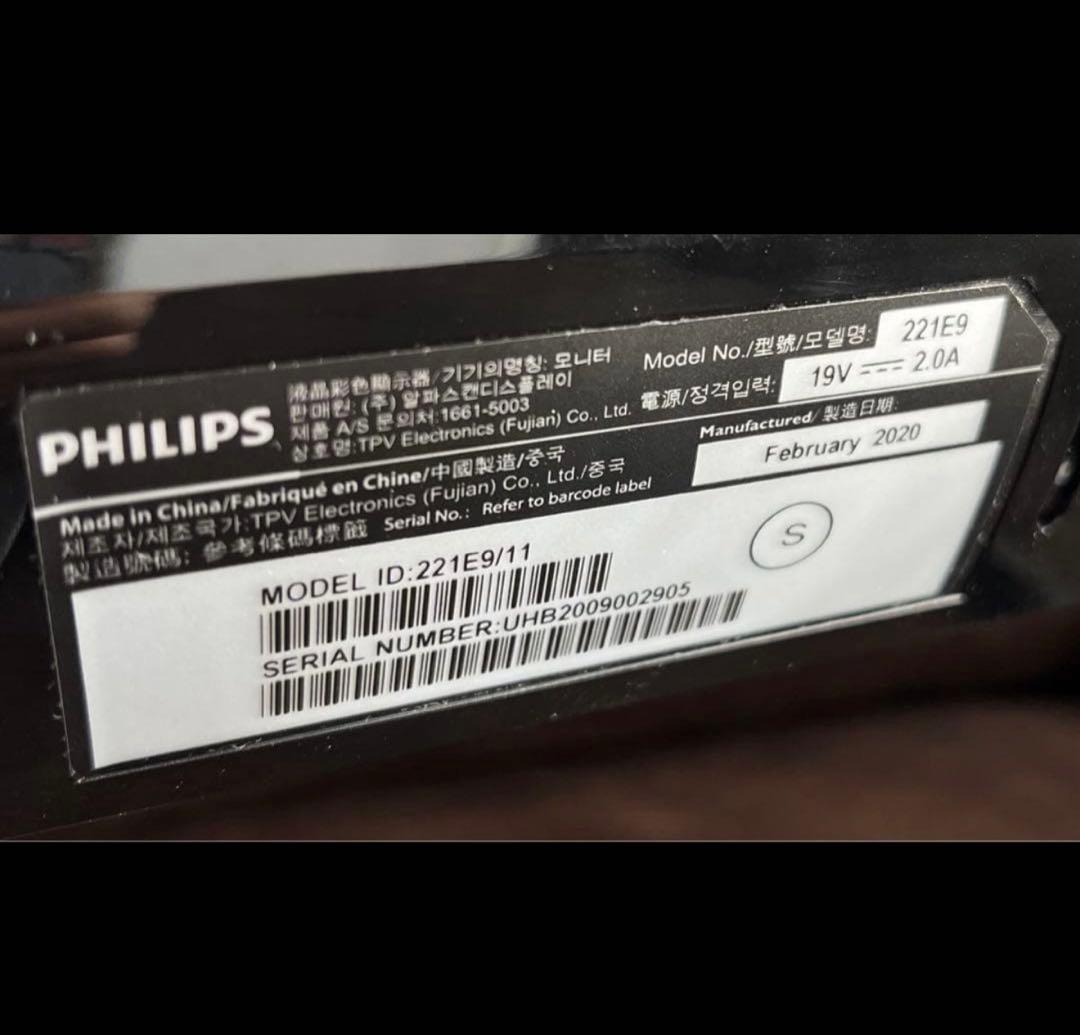 PHILIPS
液晶彩色顯示器/기기의명칭: 모니터
판매원: (주) 알파스캔디스플레이
제품 A/S 문의처:1661-5003
상호명:TPV Electronics (Fujian) Co., Ltd.
Model No./型號/모델명: 221E9
電源/정격입력: 19V ⎓ 2.0A
Made in China/Fabriqué en Chine/中國製造/중국
제조자/제조국가:TPV Electronics (Fujian) Co., Ltd./중국
製造號碼: 參考條碼標籤 Serial No.: Refer to barcode label
Manufactured/製造日期:
February 2020
S
MODEL ID:221E9/11
SERIAL NUMBER:UHB2009002905